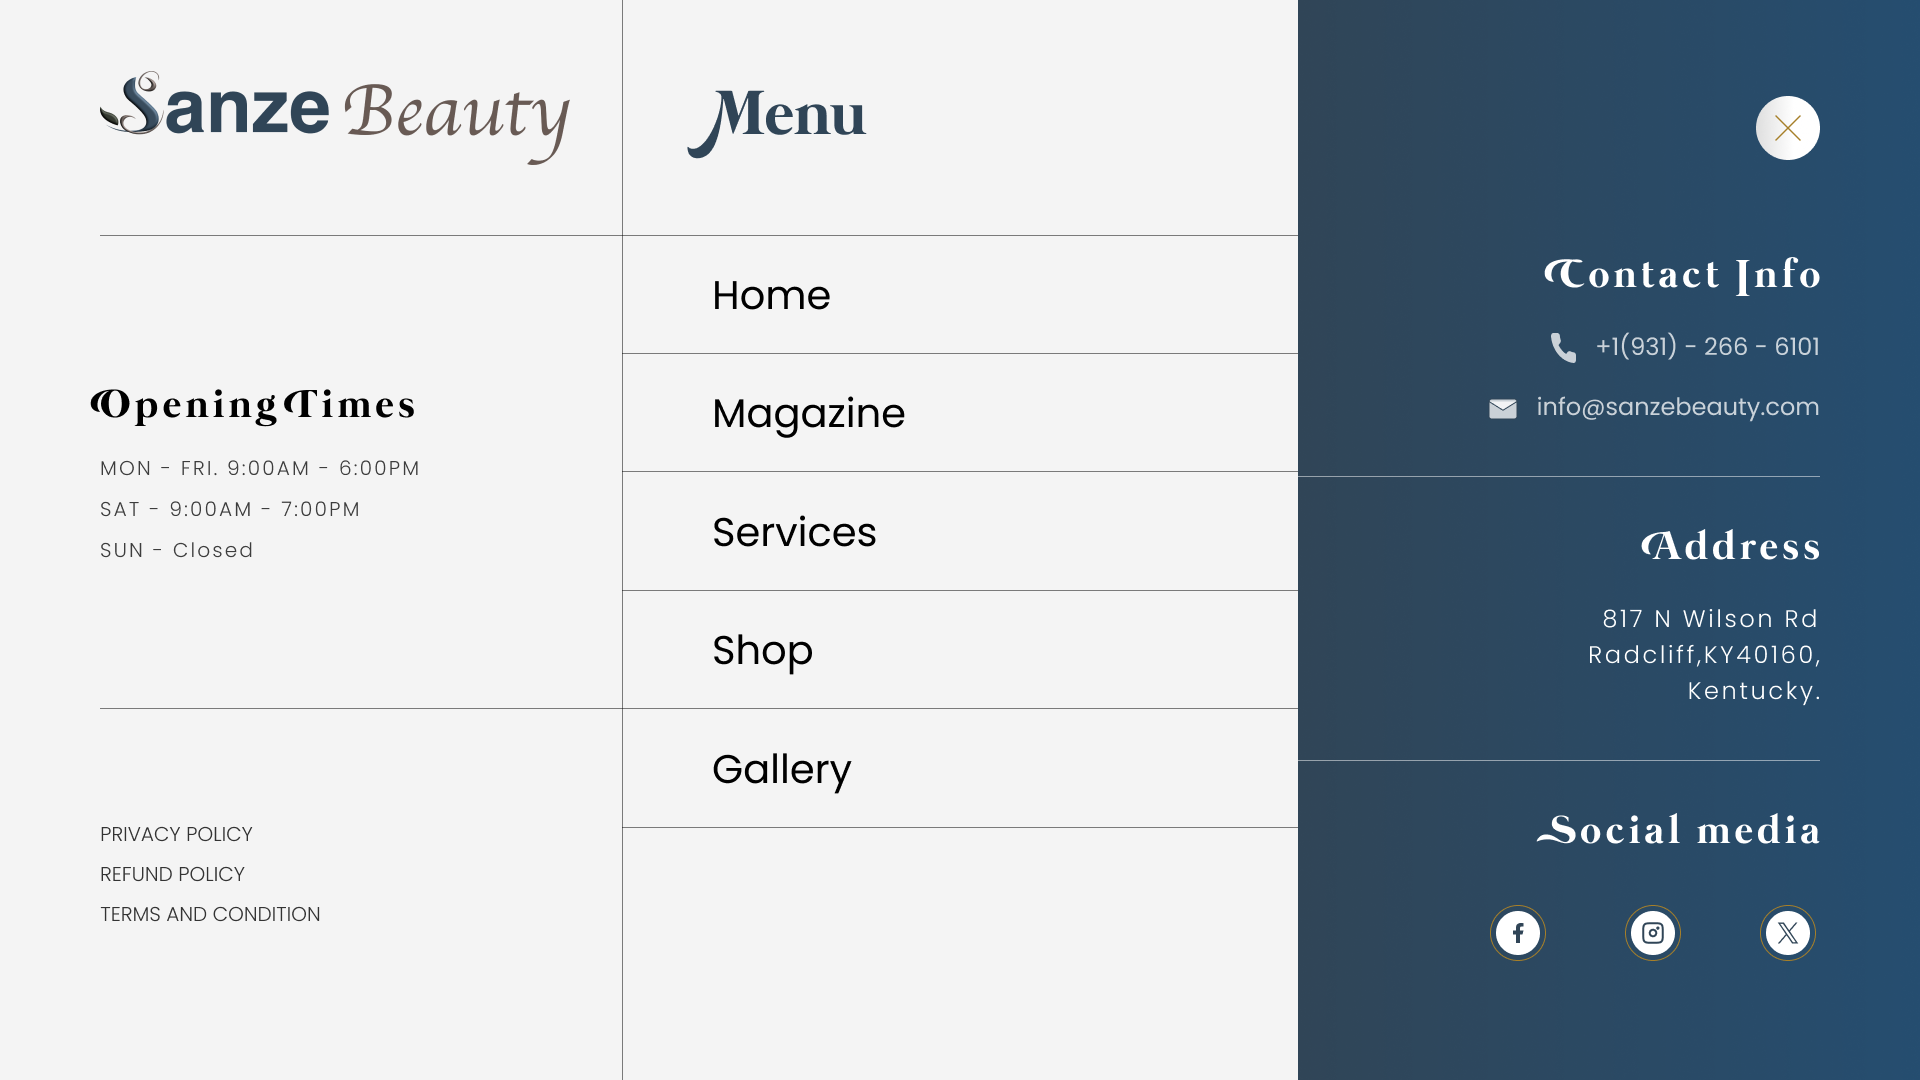 Sanze Beauty
Opening Times
MON - FRI. 9:00AM - 6:00PM
SAT - 9:00AM - 7:00PM
SUN - Closed
PRIVACY POLICY
REFUND POLICY
TERMS AND CONDITION
Menu
Home
Magazine
Services
Shop
Gallery
Contact Info
+1(931) - 266 - 6101
info@sanzebeauty.com
Address
817 N Wilson Rd
Radcliff,KY40160,
Kentucky.
Social media